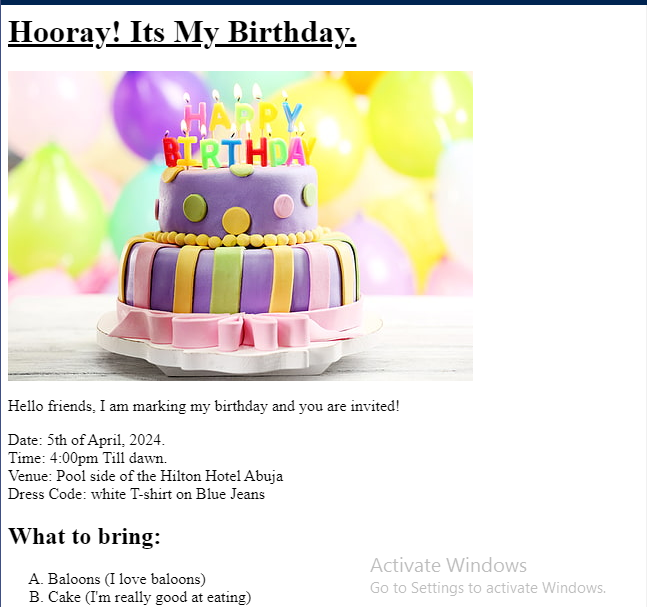 Hooray! Its My Birthday.
HAPPY
BIRTHDAY
Hello friends, I am marking my birthday and you are invited!
Date: 5th of April, 2024.
Time: 4:00pm Till dawn.
Venue: Pool side of the Hilton Hotel Abuja
Dress Code: white T-shirt on Blue Jeans
What to bring:
A. Baloons (I love baloons)
B. Cake (I'm really good at eating)
Activate Windows
Go to Settings to activate Windows.